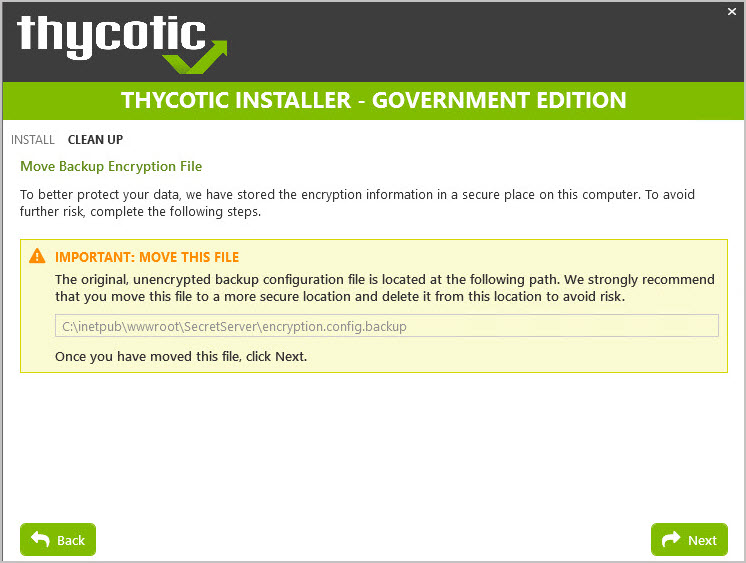 thycotic
×
THYCOTIC INSTALLER - GOVERNMENT EDITION
INSTALL CLEAN UP
Move Backup Encryption File
To better protect your data, we have stored the encryption information in a secure place on this computer. To avoid
further risk, complete the following steps.
IMPORTANT: MOVE THIS FILE
The original, unencrypted backup configuration file is located at the following path. We strongly recommend
that you move this file to a more secure location and delete it from this location to avoid risk.
C:\inetpub\wwwroot\SecretServer\encryption.config.backup
Once you have moved this file, click Next.
Back
Next